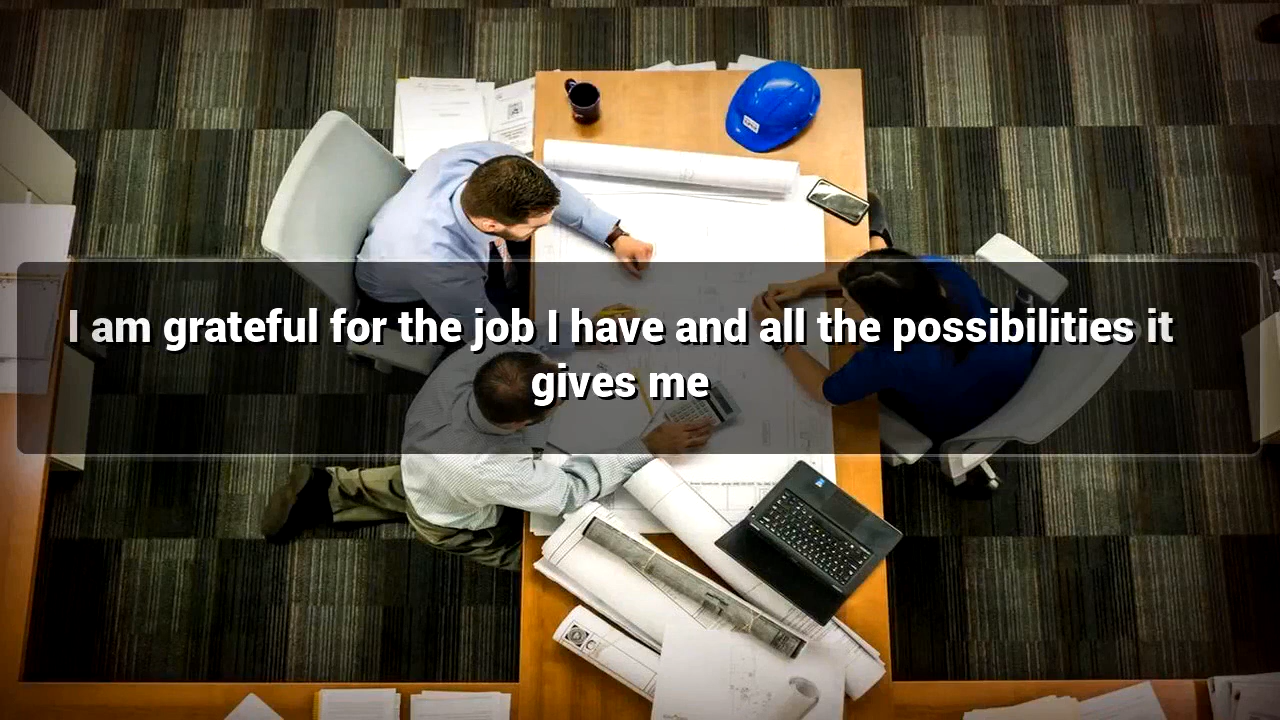 I am grateful for the job I have and all the possibilities it
gives me